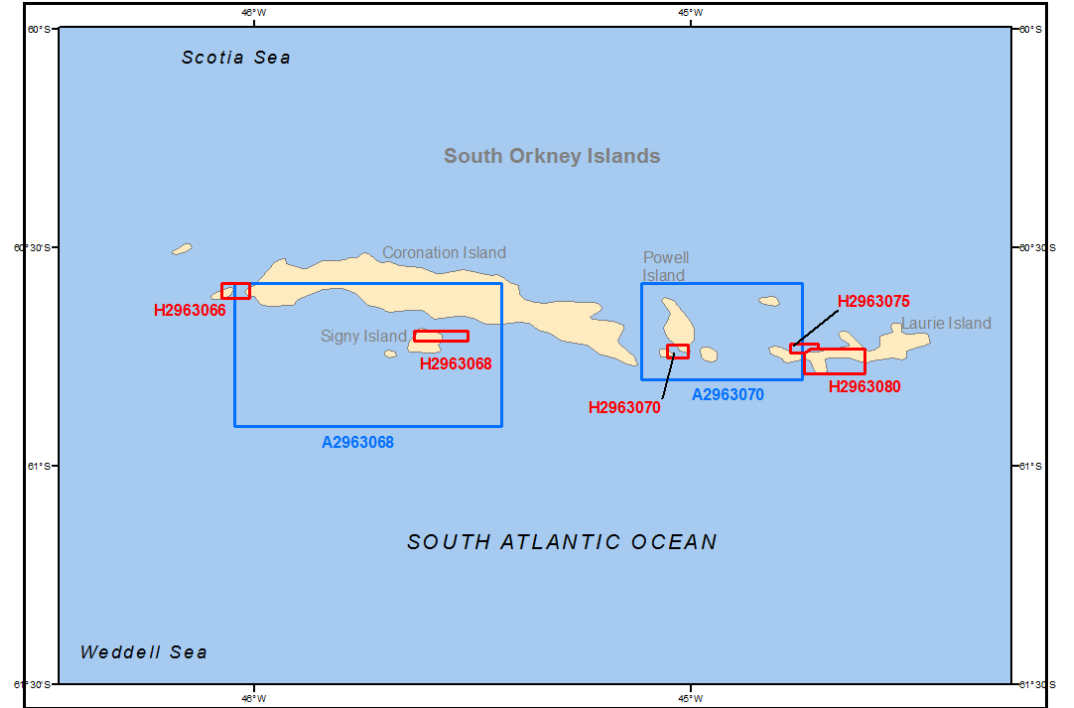 46°W
45°W
60°S
60°S
Scotia Sea
South Orkney Islands
60°30'S
60°30'S
Coronation Island
Powell
Island
H2963066
H2963075
Laurie Island
Signy Island
H2963068
H2963080
A2963070
H2963070
A2963068
61°S
61°S
SOUTH ATLANTIC OCEAN
Weddell Sea
61°30'S
61°30'S
46°W
45°W